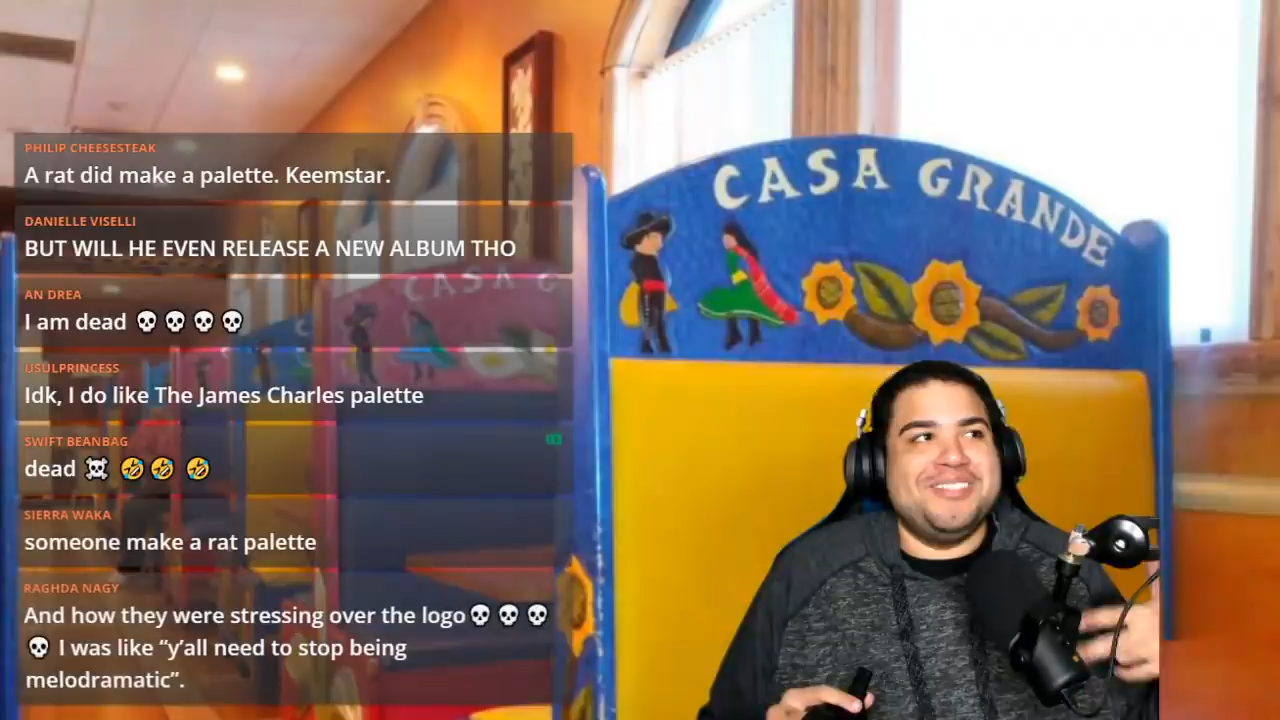 PHILIP CHEESESTEAK
A rat did make a palette. Keemstar.
DANIELLE VISELLI
BUT WILL HE EVEN RELEASE A NEW ALBUM THO
AN DREA
I am dead 💀 💀 💀 💀
USULPRINCESS
Idk, I do like The James Charles palette
SWIFT BEANBAG
dead ☠️ 🤣 🤣 🤣
SIERRA WAKA
someone make a rat palette
RAGHDA NAGY
And how they were stressing over the logo💀 💀 💀
💀 I was like “y’all need to stop being
melodramatic”.
CASA GRANDE
CASA G